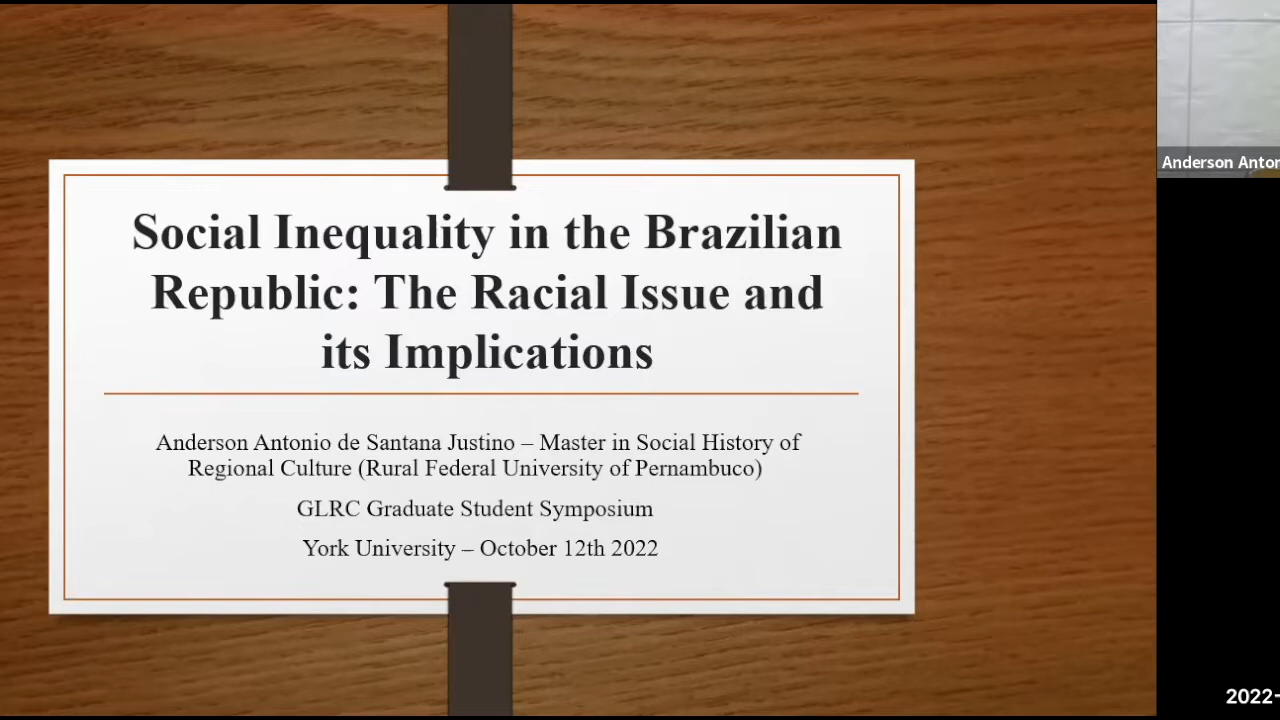 Social Inequality in the Brazilian
Republic: The Racial Issue and
its Implications
Anderson Antonio de Santana Justino – Master in Social History of
Regional Culture (Rural Federal University of Pernambuco)
GLRC Graduate Student Symposium
York University – October 12th 2022
Anderson Anton
2022-